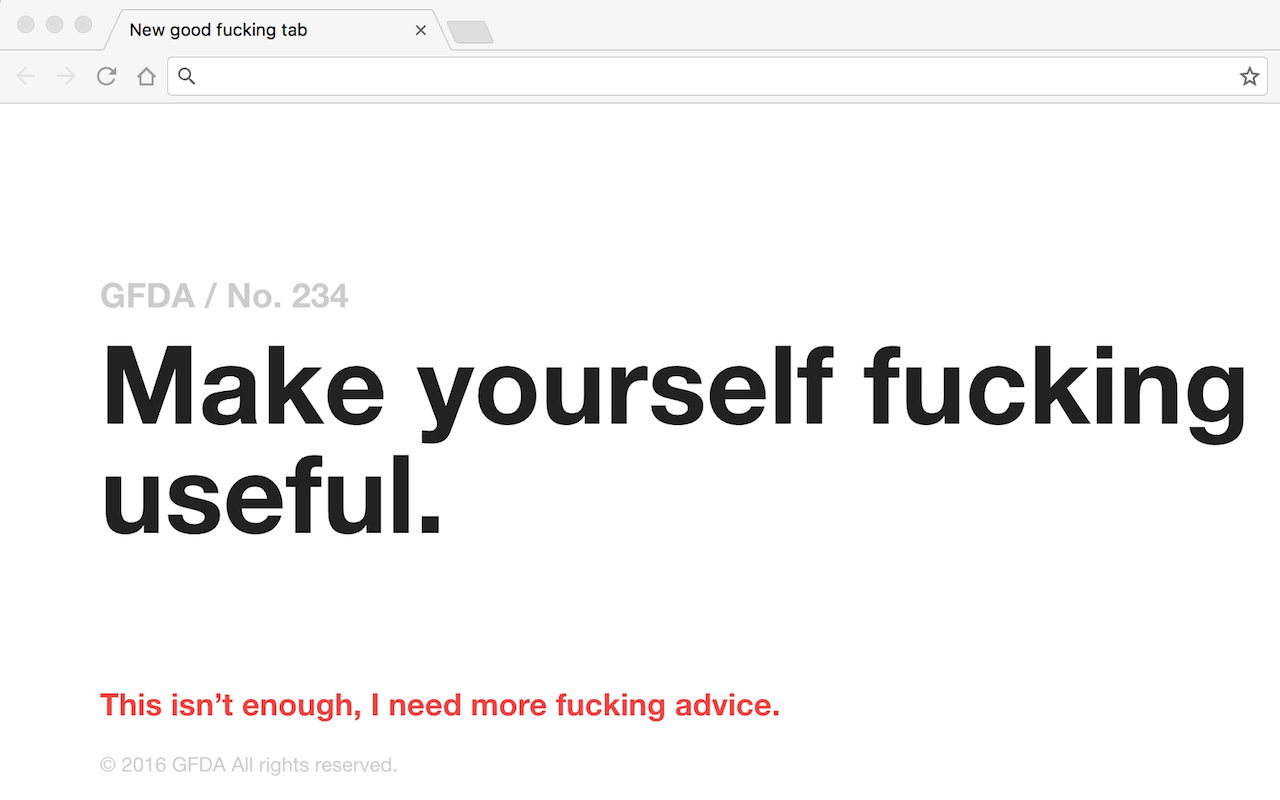 New good fucking tab
GFDA / No. 234
Make yourself fucking
useful.
This isn’t enough, I need more fucking advice.
© 2016 GFDA All rights reserved.